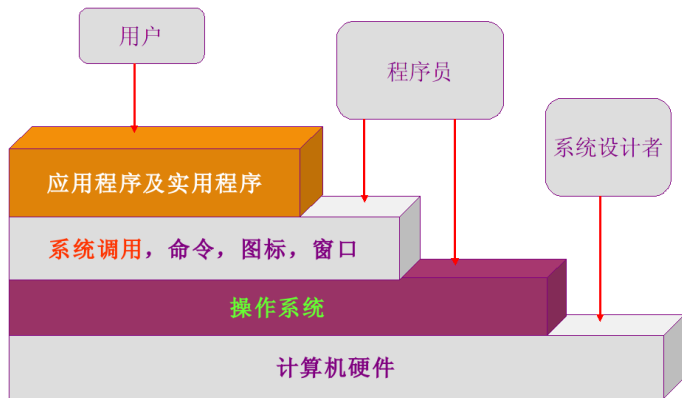 用户
程序员
系统设计者
应用程序及实用程序
系统调用，命令，图标，窗口
操作系统
计算机硬件